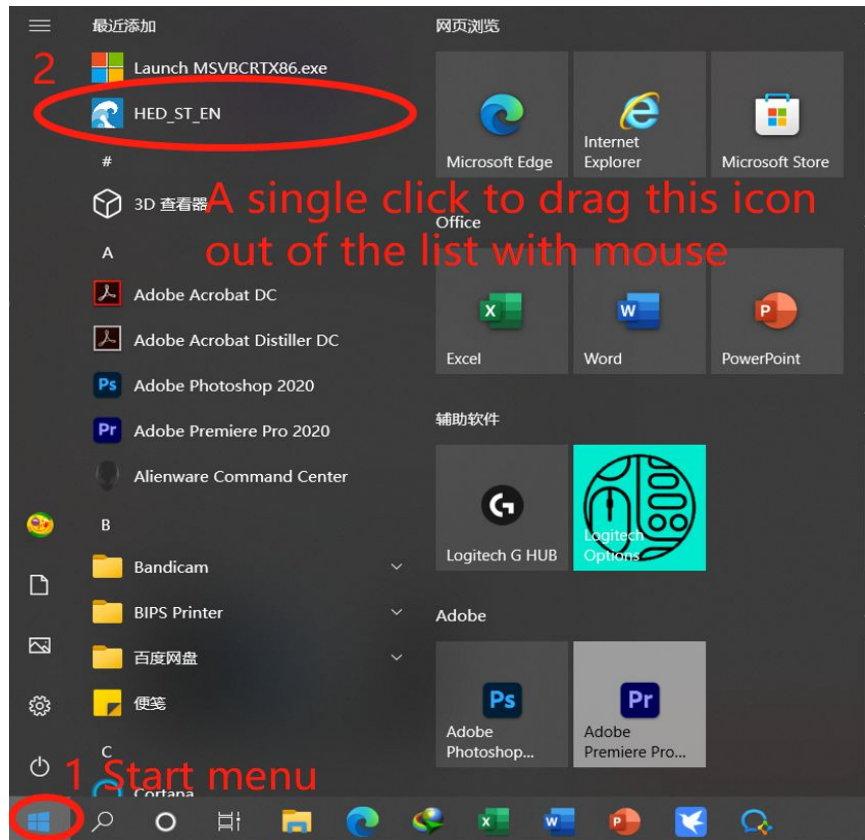 最近添加
网页浏览
2
Launch MSVBCRTX86.exe
HED_ST_EN
#
Microsoft Edge
Internet
Explorer
Microsoft Store
3D 查看器
A single click to drag this icon
out of the list with mouse
Office
A
Adobe Acrobat DC
Adobe Acrobat Distiller DC
Excel
Word
PowerPoint
Adobe Photoshop 2020
Adobe Premiere Pro 2020
辅助软件
Alienware Command Center
B
Bandicam
Logitech G HUB
Logitech
Options
BIPS Printer
Adobe
百度网盘
便笺
Ps
Pr
Adobe
Photoshop...
Adobe
Premiere Pro...
C
1 Start menu
Cortana